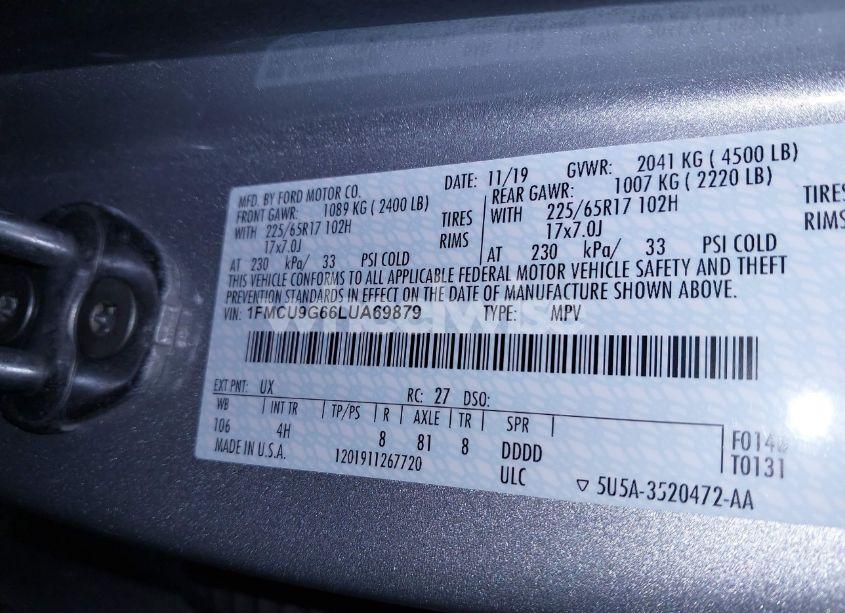 MFD. BY FORD MOTOR CO.
DATE: 11/19 GVWR: 2041 KG ( 4500 LB)
FRONT GAWR: 1089 KG ( 2400 LB) REAR GAWR: 1007 KG ( 2220 LB)
WITH 225/65R17 102H TIRES WITH 225/65R17 102H TIRES
17x7.0J RIMS 17x7.0J RIMS
AT 230 kPa/ 33 PSI COLD AT 230 kPa/ 33 PSI COLD
THIS VEHICLE CONFORMS TO ALL APPLICABLE FEDERAL MOTOR VEHICLE SAFETY AND THEFT
PREVENTION STANDARDS IN EFFECT ON THE DATE OF MANUFACTURE SHOWN ABOVE.
VIN: 1FMCU9G66LUA69879 TYPE: MPV
EXT PNT: UX RC: 27 DSO:
WB INT TR TP/PS R AXLE TR SPR
106 4H 8 81 8 DDDD
MADE IN U.S.A. 1201911267720 ULC
T0131
▽ 5U5A-3520472-AA